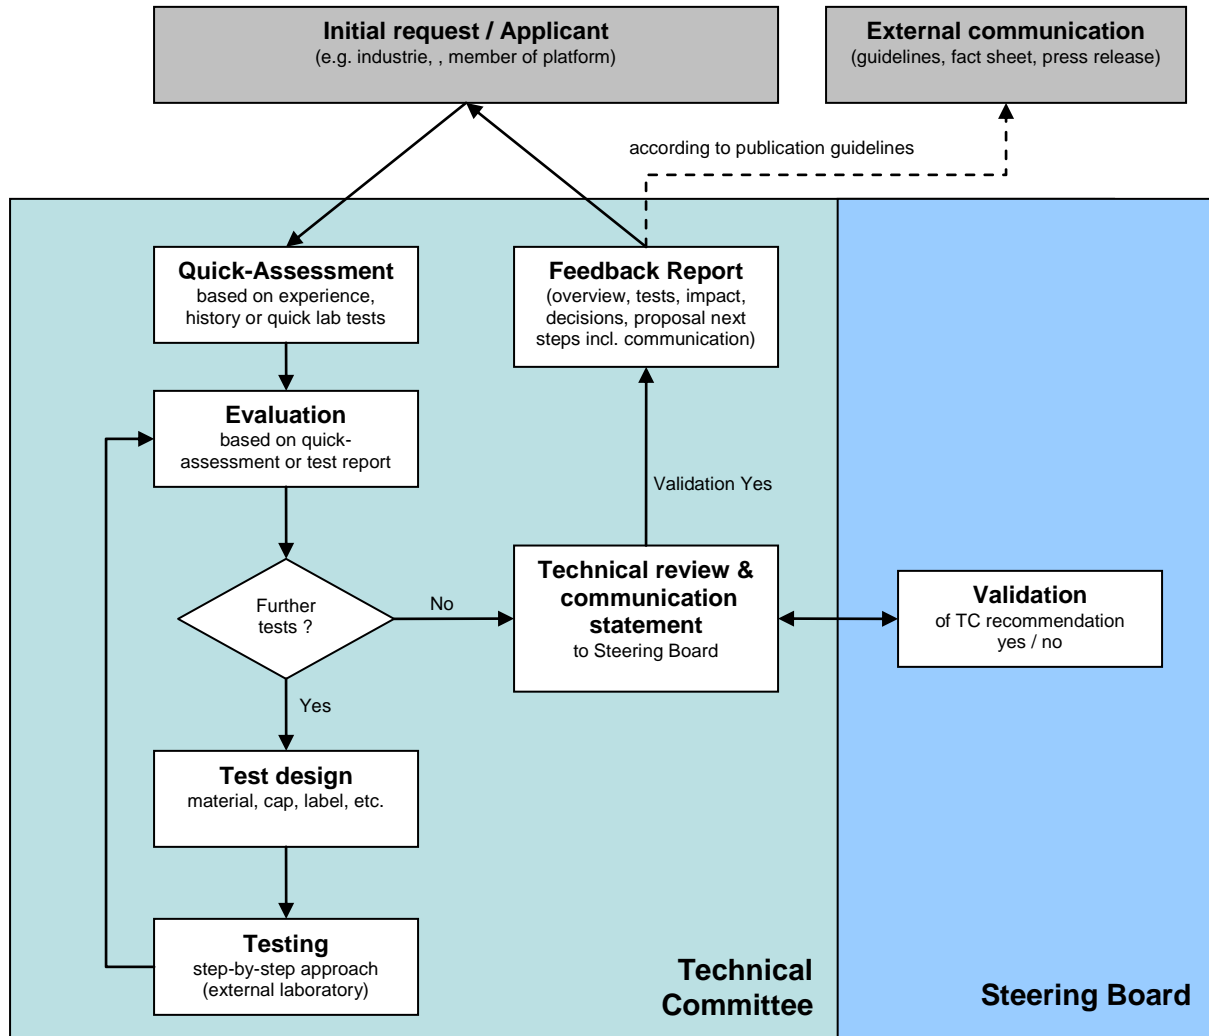 Initial request / Applicant
(e.g. industrie, , member of platform)
External communication
(guidelines, fact sheet, press release)
according to publication guidelines
Quick-Assessment
based on experience,
history or quick lab tests
Feedback Report
(overview, tests, impact,
decisions, proposal next
steps incl. communication)
Evaluation
based on quick-
assessment or test report
Validation Yes
Further
tests ?
No
Technical review &
communication
statement
to Steering Board
Validation
of TC recommendation
yes / no
Yes
Test design
material, cap, label, etc.
Testing
step-by-step approach
(external laboratory)
Technical
Committee
Steering Board